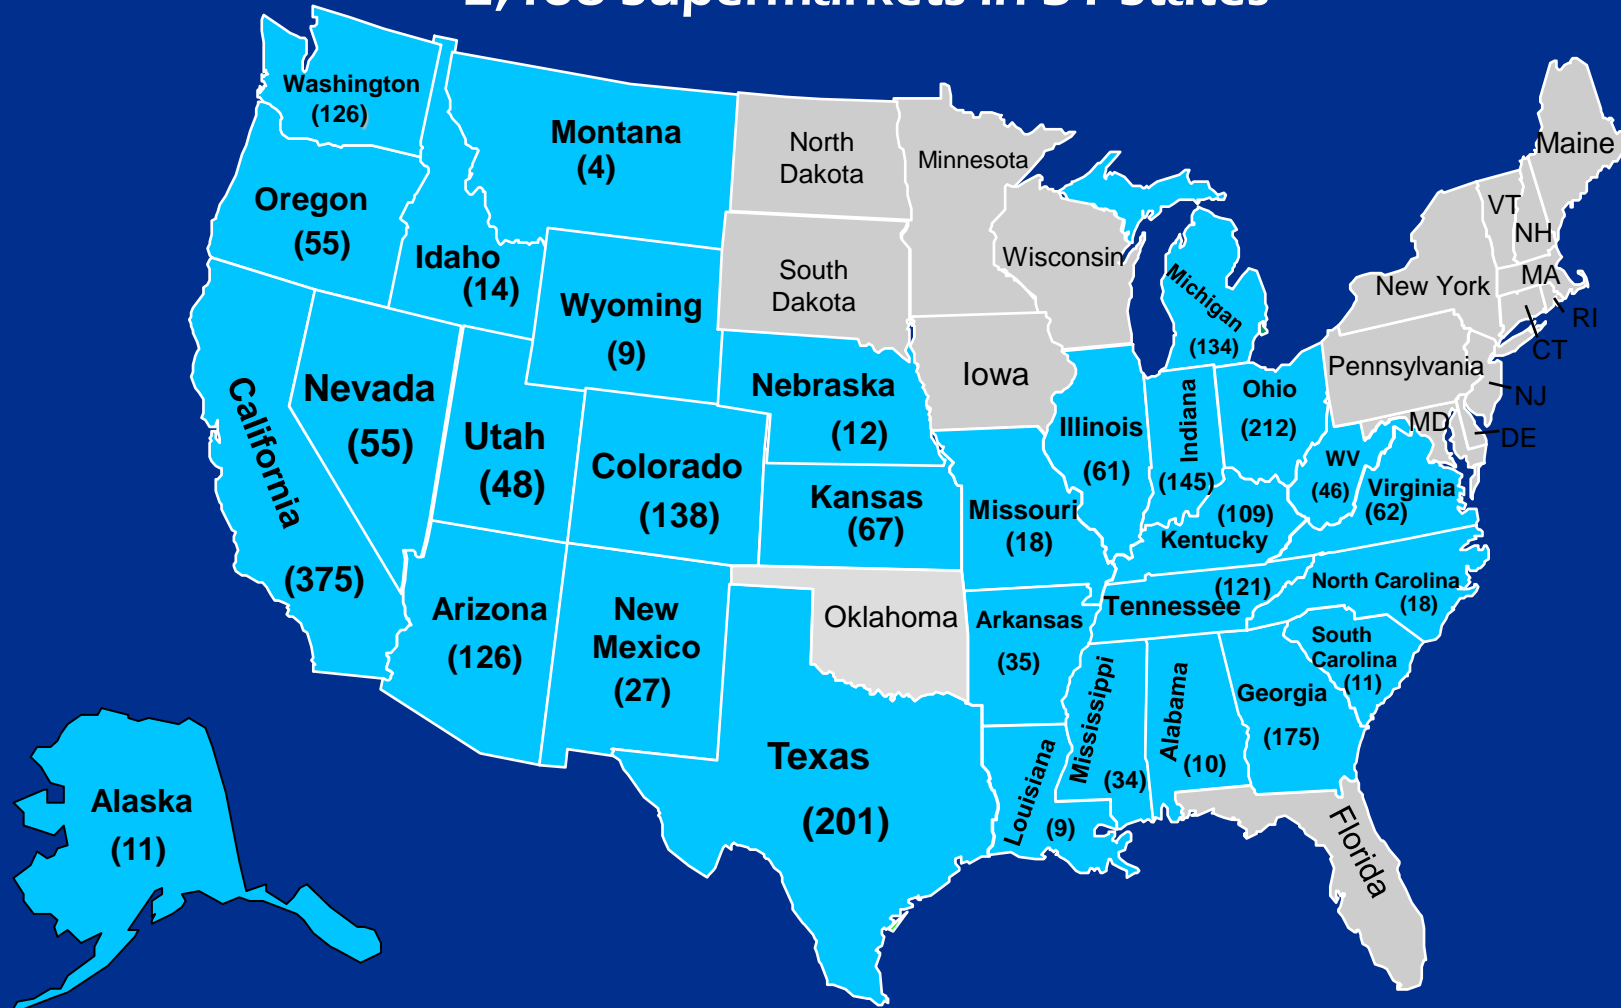 Supermarkets in 31 States
Washington
(126)
Montana
(4)
North
Dakota
Minnesota
Maine
Oregon
(55)
Idaho
(14)
VT
NH
Wisconsin
South
Dakota
Michigan
(134)
New York
MA
RI
CT
Wyoming
(9)
Pennsylvania
NJ
Iowa
Nebraska
(12)
Ohio
(212)
Indiana
(145)
Illinois
(61)
MD
DE
California
(375)
Nevada
(55)
Utah
(48)
Colorado
(138)
Kansas
(67)
Missouri
(18)
WV
(46)
Virginia
(62)
(109)
Kentucky
Arizona
(126)
New
Mexico
(27)
Oklahoma
Arkansas
(35)
(121)
Tennessee
North Carolina
(18)
South
Carolina
(11)
Mississippi
(34)
Alabama
(10)
Georgia
(175)
Texas
(201)
Louisiana
(9)
Florida
Alaska
(11)